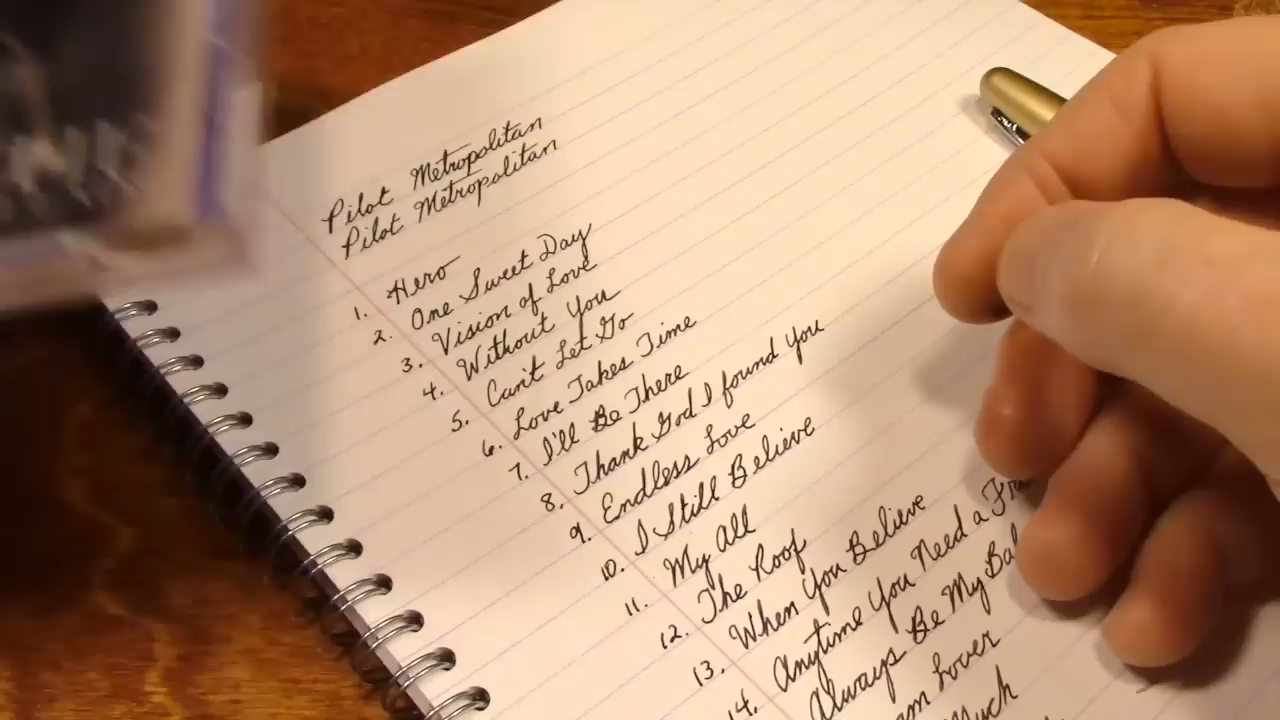 Pilot Metropolitan
Pilot Metropolitan
1. Hero
2. One Sweet Day
3. Vision of Love
4. Without You
5. Can't Let Go
6. Love Takes Time
7. I'll Be There
8. Thank God I found You
9. Endless Love
10. I Still Believe
11. My All
12. The Roof
13. When You Believe
14. Anytime You Need a
Always Be My
Lover
Much